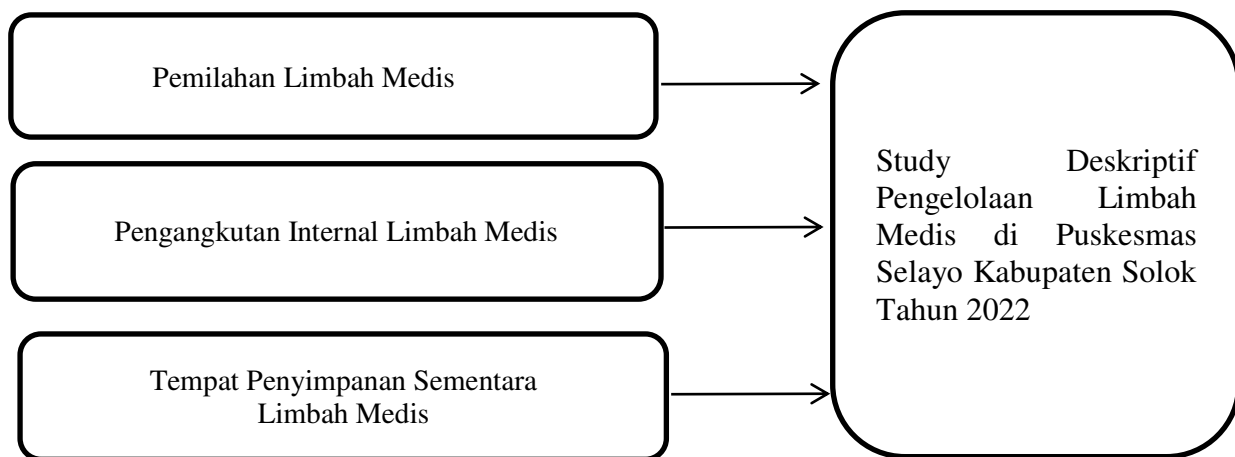 Pemilahan Limbah Medis
Pengangkutan Internal Limbah Medis
Tempat Penyimpanan Sementara
Limbah Medis
Study Deskriptif
Pengelolaan Limbah
Medis di Puskesmas
Selayo Kabupaten Solok
Tahun 2022